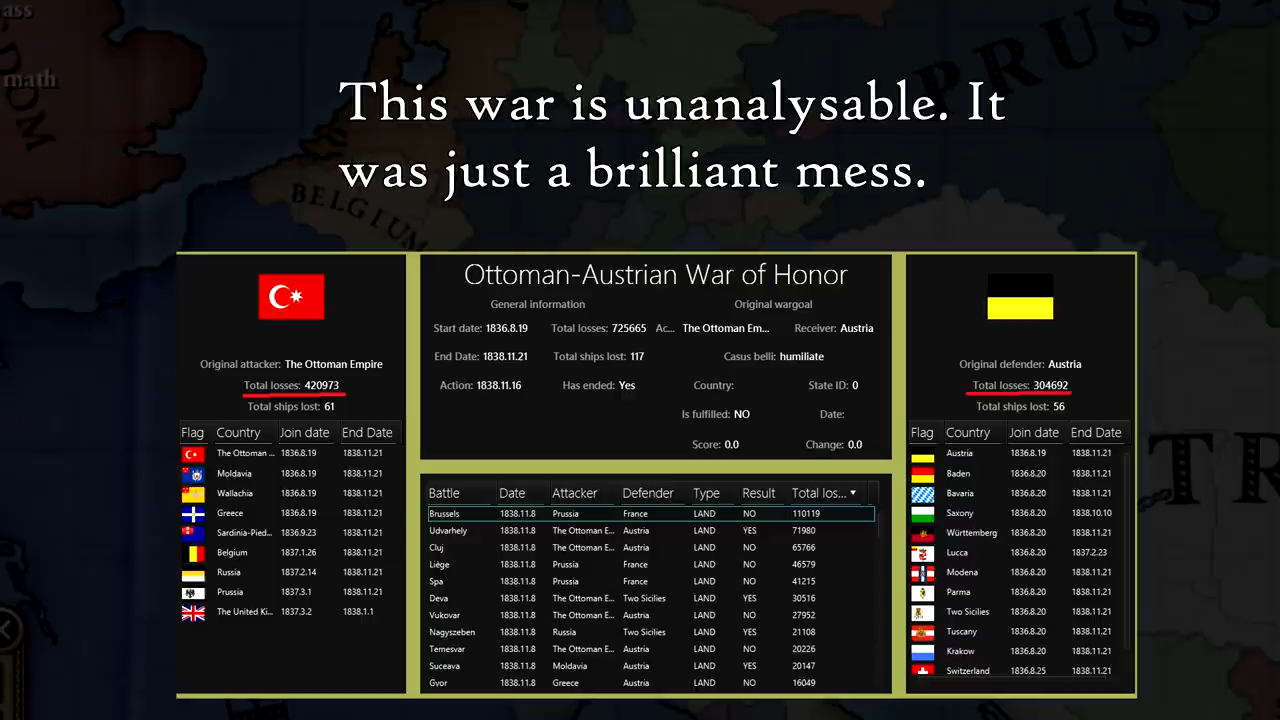 ass
math
DOM
PRUSS
BELGIUM
TR
This war is unanalysable. It
was just a brilliant mess.
Original attacker: The Ottoman Empire
Total losses: 420973
Total ships lost: 61
Flag Country Join date End Date
The Ottoman ... 1836.8.19 1838.11.21
Moldavia 1836.8.19 1838.11.21
Wallachia 1836.8.19 1838.11.21
Greece 1836.8.19 1838.11.21
Sardinia-Pied... 1836.9.23 1838.11.21
Belgium 1837.1.26 1838.11.21
Russia 1837.2.14 1838.11.21
Prussia 1837.3.1 1838.11.21
The United Ki... 1837.3.2 1838.1.1
Ottoman-Austrian War of Honor
General information Original wargoal
Start date: 1836.8.19 Total losses: 725665 Ac... The Ottoman Em... Receiver: Austria
End Date: 1838.11.21 Total ships lost: 117 Casus belli: humiliate
Action: 1838.11.16 Has ended: Yes Country: State ID: 0
Is fulfilled: NO Date:
Score: 0.0 Change: 0.0
Battle Date Attacker Defender Type Result Total los...
Brussels 1838.11.8 Prussia France LAND NO 110119
Udvarhely 1838.11.8 The Ottoman E... Austria LAND YES 71980
Cluj 1838.11.8 The Ottoman E... Austria LAND NO 65766
Liège 1838.11.8 Prussia France LAND NO 46579
Spa 1838.11.8 Prussia France LAND NO 41215
Deva 1838.11.8 The Ottoman E... Two Sicilies LAND YES 30516
Vukovar 1838.11.8 The Ottoman E... Austria LAND NO 27952
Nagyszeben 1838.11.8 Russia Two Sicilies LAND YES 21108
Temesvar 1838.11.8 The Ottoman E... Austria LAND NO 20226
Suceava 1838.11.8 Moldavia Austria LAND YES 20147
Gyor 1838.11.8 Greece Austria LAND NO 16049
Original defender: Austria
Total losses: 304692
Total ships lost: 56
Flag Country Join date End Date
Austria 1836.8.19 1838.11.21
Baden 1836.8.20 1838.11.21
Bavaria 1836.8.20 1838.11.21
Saxony 1836.8.20 1838.10.10
Württemberg 1836.8.20 1838.11.21
Lucca 1836.8.20 1837.2.23
Modena 1836.8.20 1838.11.21
Parma 1836.8.20 1838.11.21
Two Sicilies 1836.8.20 1838.11.21
Tuscany 1836.8.20 1838.11.21
Krakow 1836.8.20 1838.11.21
Switzerland 1836.8.25 1838.11.21